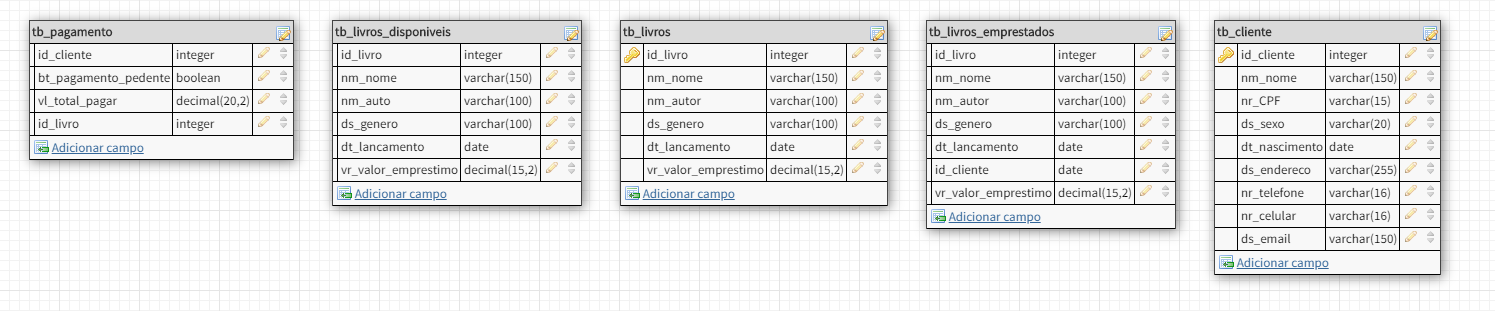 tb_pagamento
id_cliente integer
bt_pagamento_pedente boolean
vl_total_pagar decimal(20,2)
id_livro integer
Adicionar campo
tb_livros_disponiveis
id_livro integer
nm_nome varchar(150)
nm_auto varchar(100)
ds_genero varchar(100)
dt_lancamento date
vr_valor_emprestimo decimal(15,2)
Adicionar campo
tb_livros
id_livro integer
nm_nome varchar(150)
nm_autor varchar(100)
ds_genero varchar(100)
dt_lancamento date
vr_valor_emprestimo decimal(15,2)
Adicionar campo
tb_livros_emprestados
id_livro integer
nm_nome varchar(150)
nm_autor varchar(100)
ds_genero varchar(100)
dt_lancamento date
id_cliente date
vr_valor_emprestimo decimal(15,2)
Adicionar campo
tb_cliente
id_cliente integer
nm_nome varchar(150)
nr_CPF varchar(15)
ds_sexo varchar(20)
dt_nascimento date
ds_endereco varchar(255)
nr_telefone varchar(16)
nr_celular varchar(16)
ds_email varchar(150)
Adicionar campo